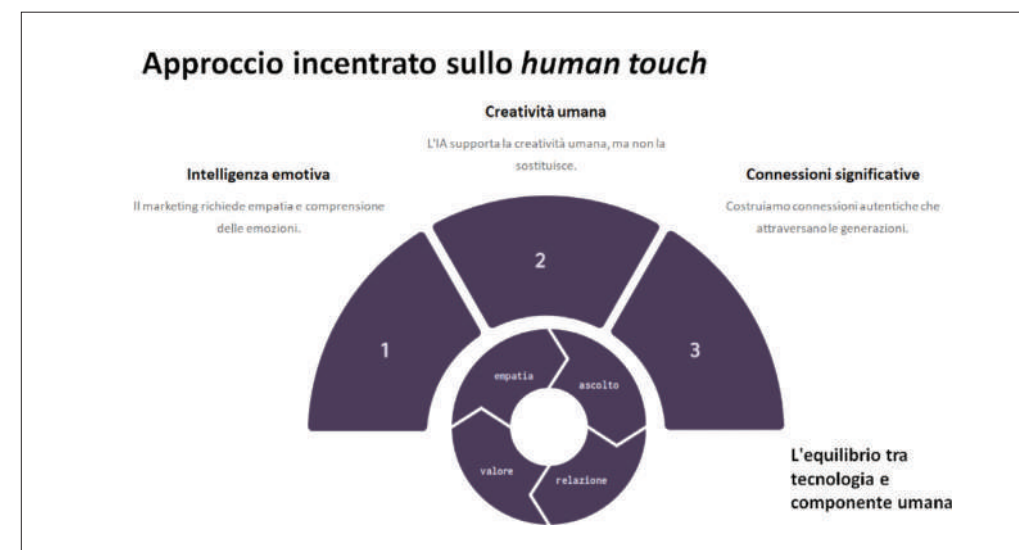 Approccio incentrato sullo human touch
Creatività umana
L'IA supporta la creatività umana, ma non la
sostituisce.
Intelligenza emotiva
Il marketing richiede empatia e comprensione
delle emozioni.
Connessioni significative
Costruiamo connessioni autentiche che
attraversano le generazioni.
1
2
3
empatia
ascolto
valore
relazione
L'equilibrio tra
tecnologia e
componente umana